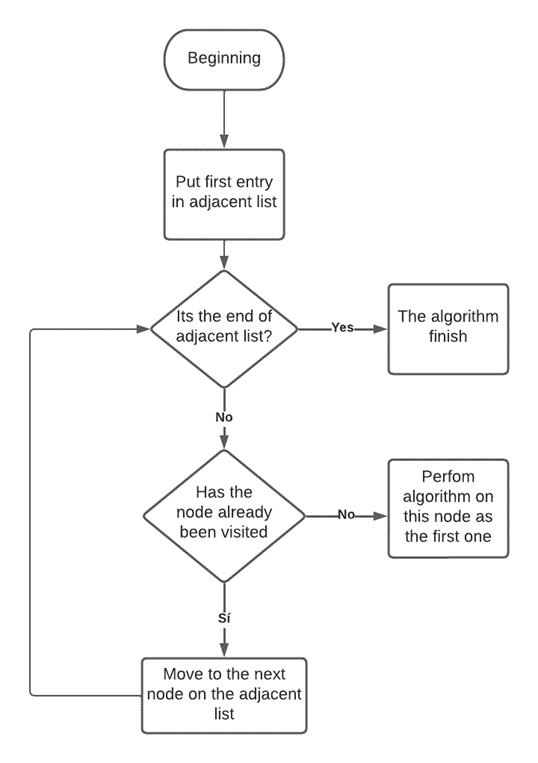 Beginning
Put first entry
in adjacent list
Its the end of
adjacent list?
Yes
The algorithm
finish
No
Has the
node already
been visited
No
Perfom
algorithm on
this node as
the first one
Sí
Move to the next
node on the adjacent
list